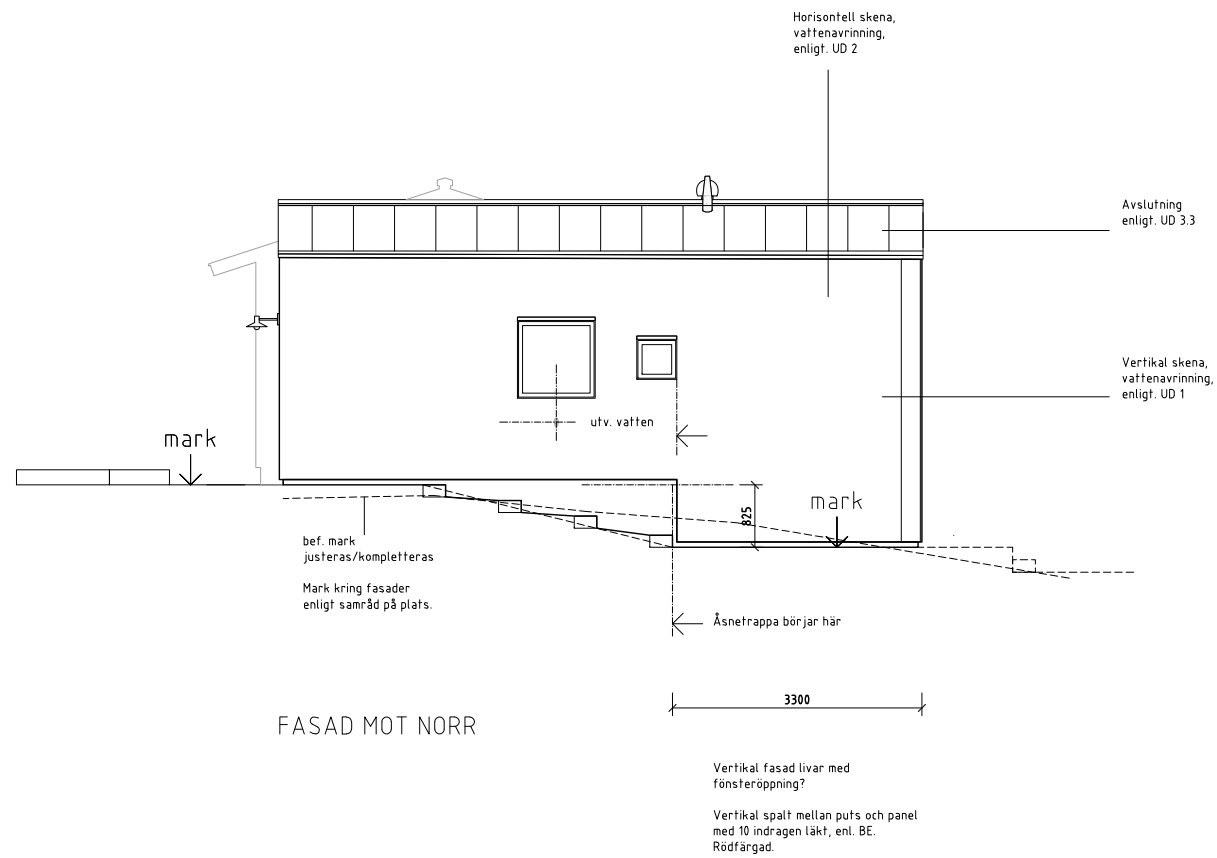 Horisontell skena,
vattenavrinning,
enligt. UD 2
Avslutning
enligt. UD 3.3
Vertikal skena,
vattenavrinning,
enligt. UD 1
utv. vatten
mark
mark
825
bef. mark
justeras/kompletteras
Mark kring fasader
enligt samråd på plats.
Åsnetrappa börjar här
3300
FASAD MOT NORR
Vertikal fasad livar med
fönsteröppning?
Vertikal spalt mellan puts och panel
med 10 indragen läkt, enl. BE.
Rödfärgad.